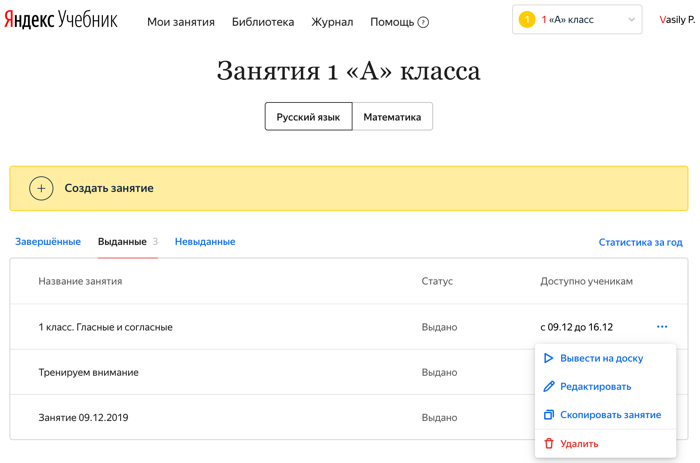 Яндекс Учебник Мои занятия Библиотека Журнал Помощь ? 1 1 «А» класс Vasily P.
Занятия 1 «А» класса
Русский язык Математика
+ Создать занятие
Завершённые Выданные 3 Невыданные Статистика за год
Название занятия Статус Доступно ученикам
1 класс. Гласные и согласные Выдано с 09.12 до 16.12 ...
Вывести на доску
Тренируем внимание Выдано
Редактировать
Скопировать занятие
Занятие 09.12.2019 Выдано
Удалить